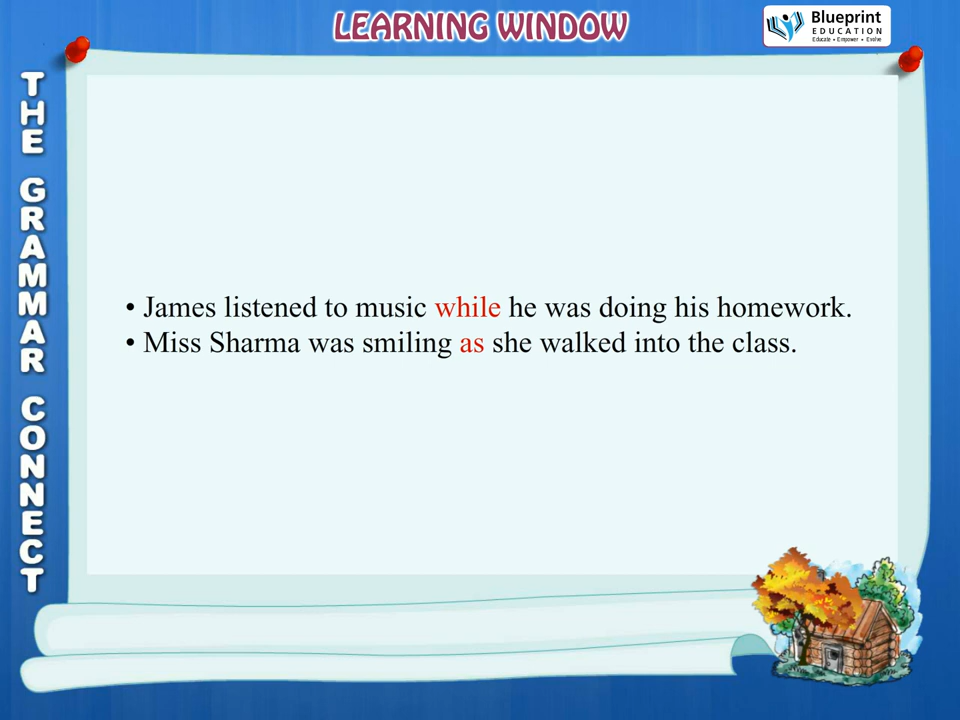 LEARNING WINDOW
Blueprint
EDUCATION
Educate • Empower • Evolve
THE GRAMMAR CONNECT
• James listened to music while he was doing his homework.
• Miss Sharma was smiling as she walked into the class.